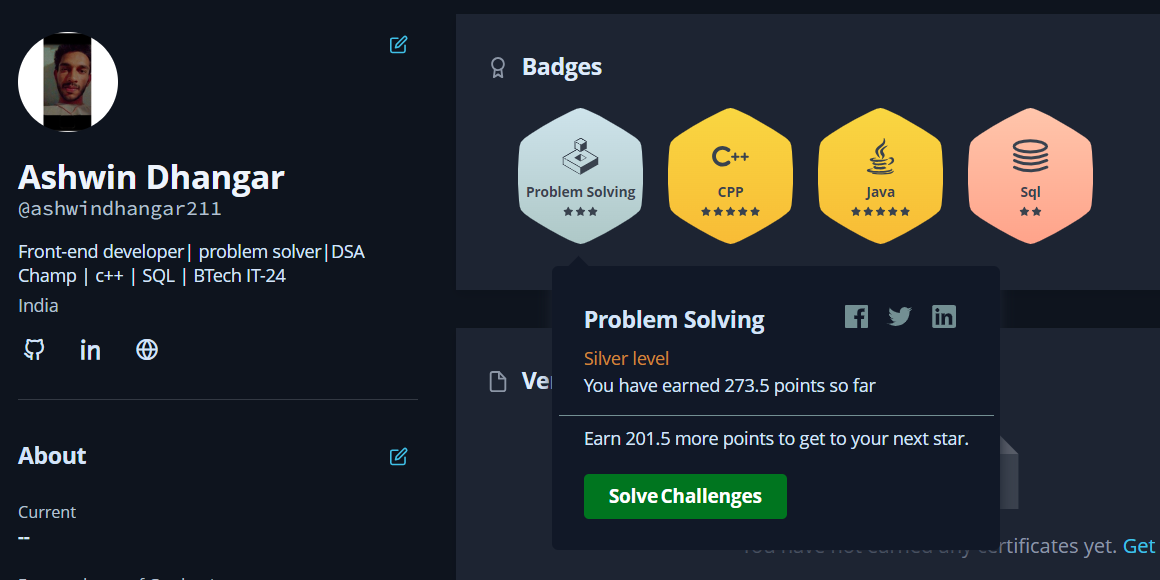 Ashwin Dhangar
@ashwindhangar211
Front-end developer| problem solver|DSA
Champ | c++ | SQL | BTech IT-24
India
in
About
Current
--
Badges
Problem Solving
C++
CPP
Java
Sql
Problem Solving
in
Silver level
You have earned 273.5 points so far
Earn 201.5 more points to get to your next star.
Solve Challenges
You have not earned any certificates yet. Get